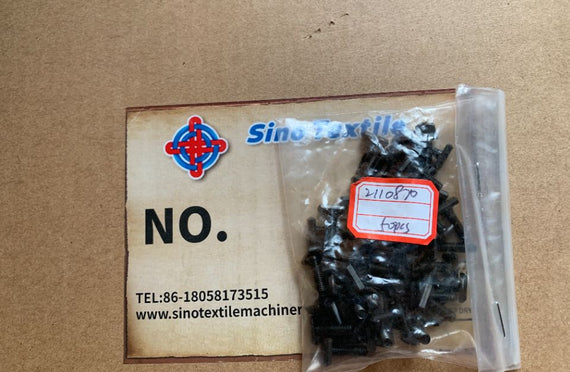 Sino Textile
2110870
50pcs
NO.
TEL:86-18058173515
www.sinotextilemachiner